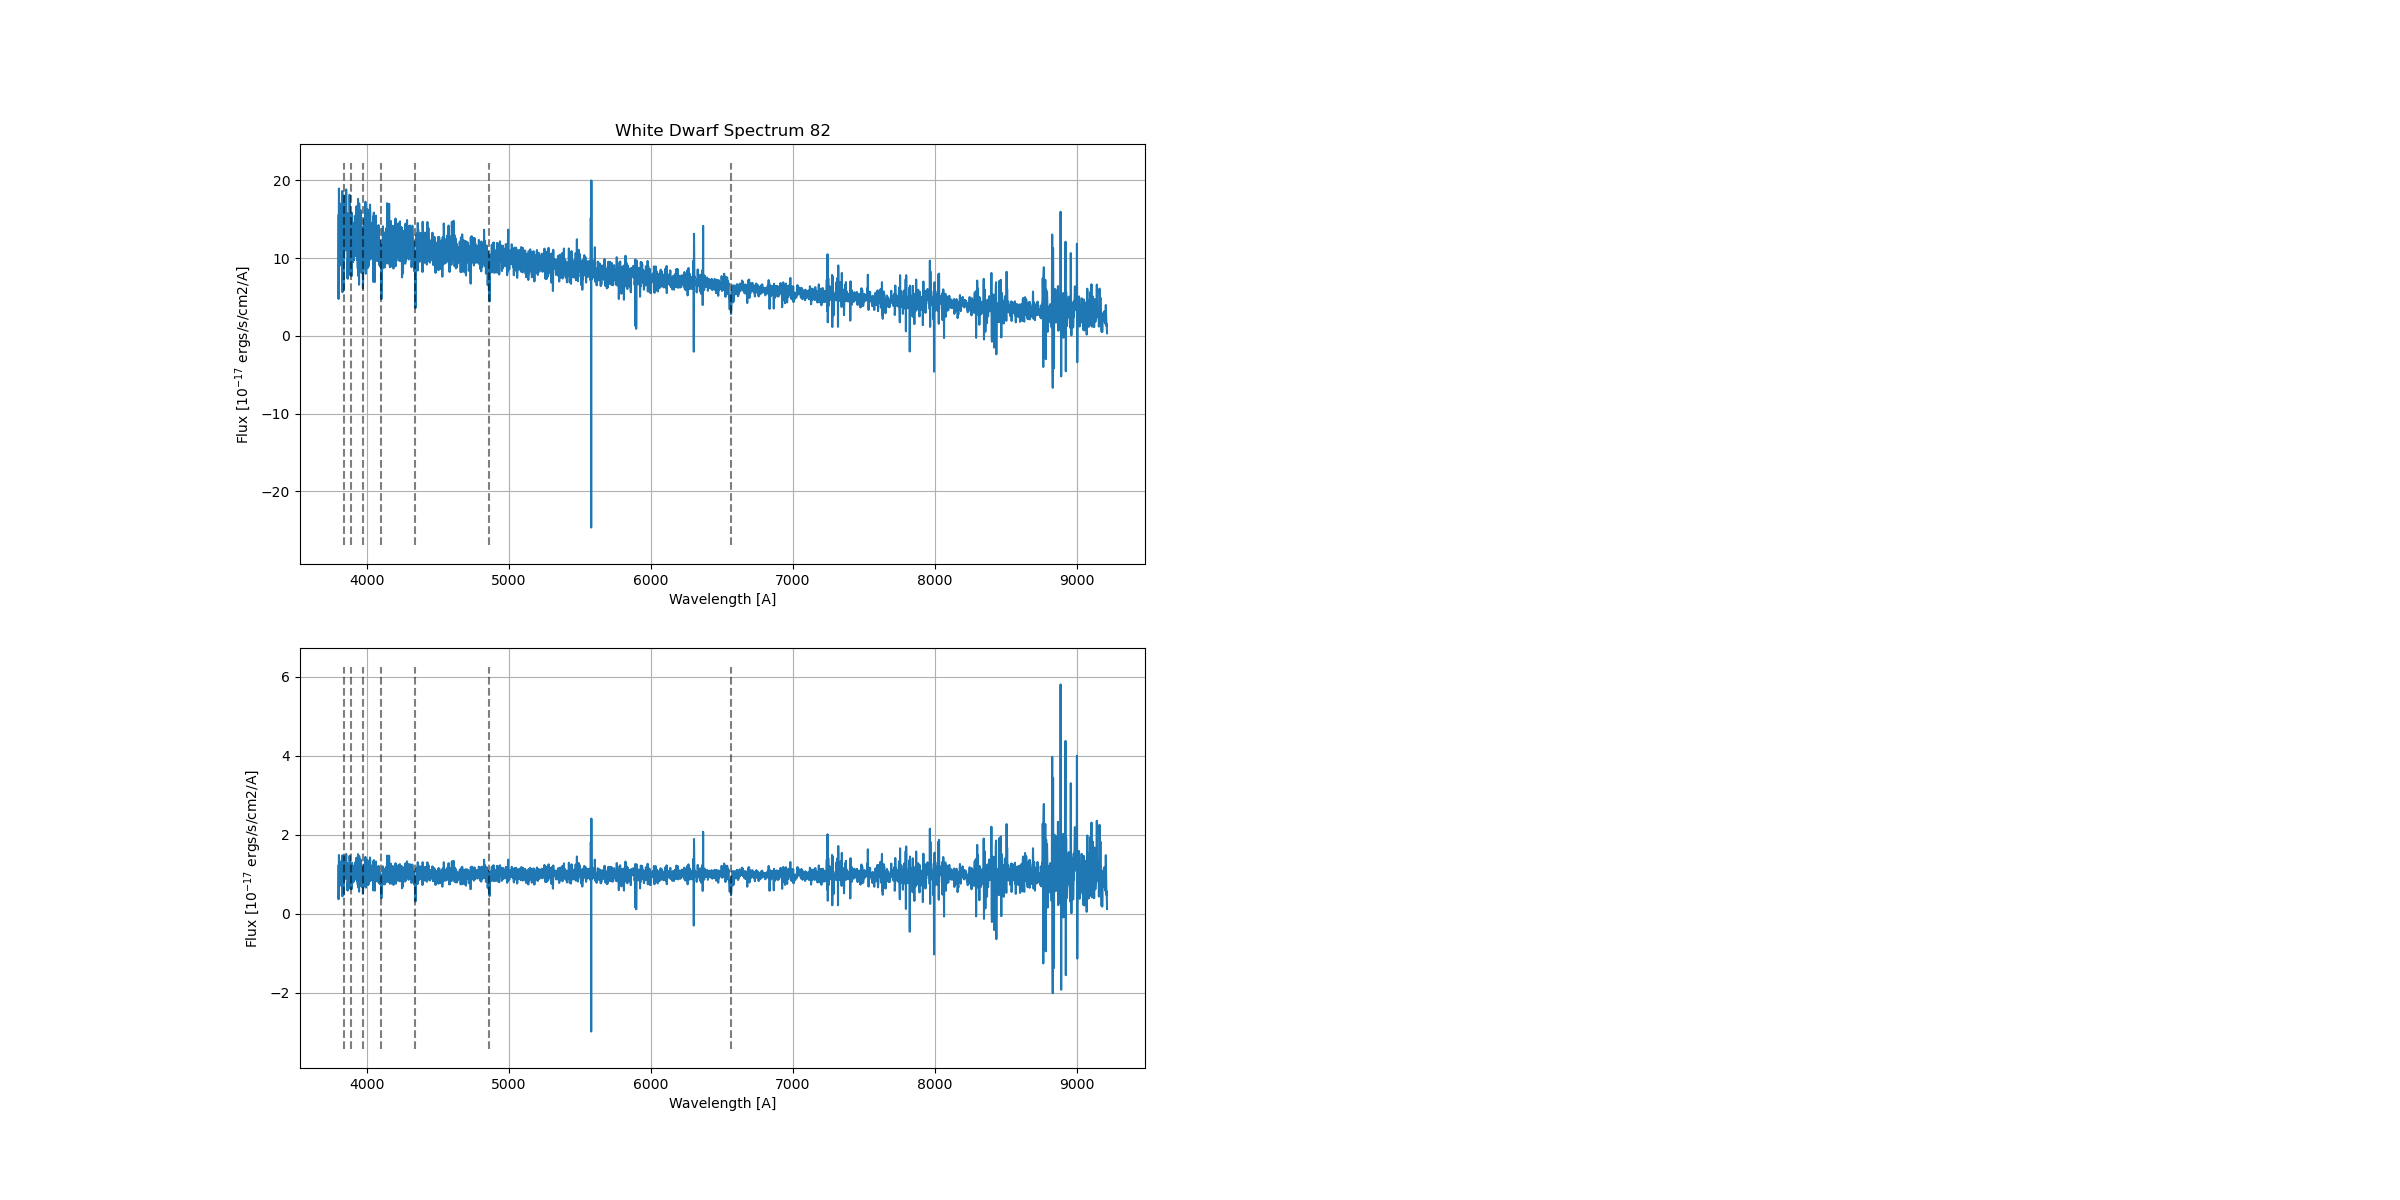 White Dwarf Spectrum 82
20
10
0
−10
−20
Flux [10⁻¹⁷ ergs/s/cm2/A]
4000 5000 6000 7000 8000 9000
Wavelength [A]
6
4
2
0
−2
Flux [10⁻¹⁷ ergs/s/cm2/A]
4000 5000 6000 7000 8000 9000
Wavelength [A]